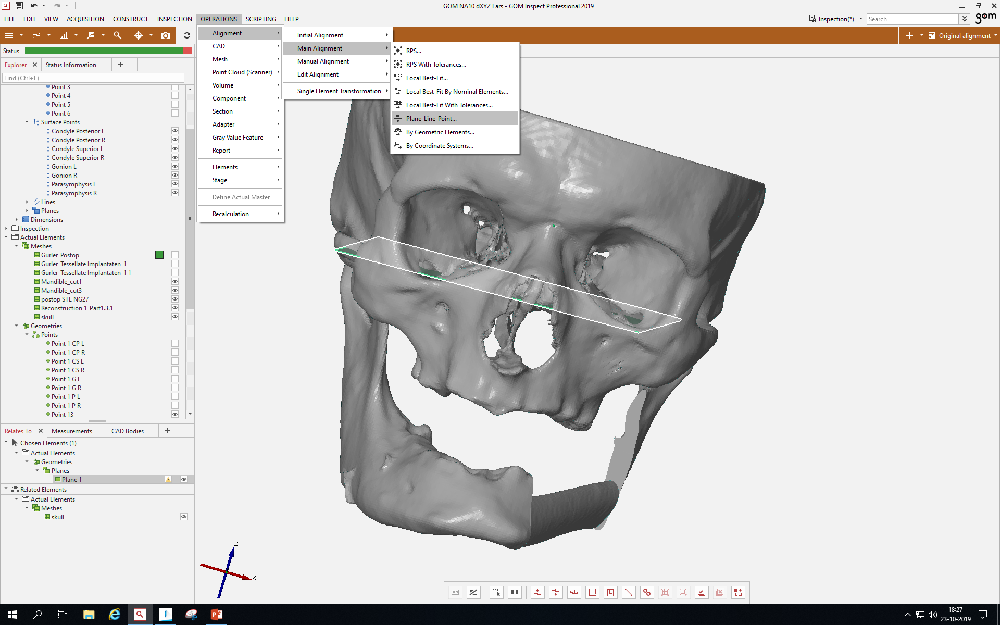 GOM NA10 dXYZ Lars - GOM Inspect Professional 2019
FILE EDIT VIEW ACQUISITION CONSTRUCT INSPECTION OPERATIONS SCRIPTING HELP
Inspection(*)
Search
gom
Original alignment
Status
Explorer
Status Information
Find (Ctrl+F)
Point 3
Point 4
Point 5
Point 6
Surface Points
Condyle Posterior L
Condyle Posterior R
Condyle Superior L
Condyle Superior R
Gonion L
Gonion R
Parasymphysis L
Parasymphysis R
Lines
Planes
Dimensions
Inspection
Actual Elements
Meshes
Gurler_Postop
Gurler_Tessellate Implantaten_1
Gurler_Tessellate Implantaten_1 1
Mandible_cut1
Mandible_cut3
postop STL NG27
Reconstruction 1_Part1.3.1
skull
Geometries
Points
Point 1 CP L
Point 1 CP R
Point 1 CS L
Point 1 CS R
Point 1 G L
Point 1 G R
Point 1 P L
Point 1 P R
Point 13
Relates To
Measurements
CAD Bodies
Chosen Elements (1)
Actual Elements
Geometries
Planes
Plane 1
Related Elements
Actual Elements
Meshes
skull
Alignment
CAD
Mesh
Point Cloud (Scanner)
Volume
Component
Section
Adapter
Gray Value Feature
Report
Elements
Stage
Define Actual Master
Recalculation
Initial Alignment
Main Alignment
Manual Alignment
Edit Alignment
Single Element Transformation
RPS...
RPS With Tolerances...
Local Best-Fit...
Local Best-Fit By Nominal Elements...
Local Best-Fit With Tolerances...
Plane-Line-Point...
By Geometric Elements...
By Coordinate Systems...
Z
X
18:27
23-10-2019